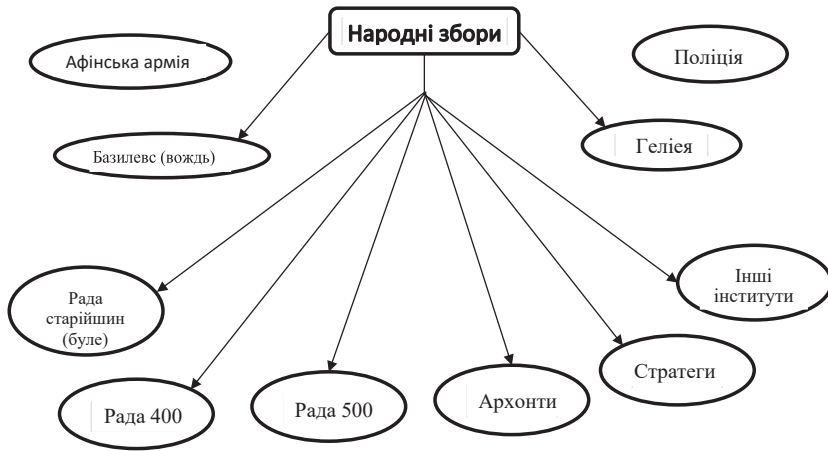 Народні збори
Афінська армія
Поліція
Базилевс (вождь)
Геліея
Рада
старійшин
(буле)
Інші
інститути
Рада 400
Рада 500
Архонти
Стратеги